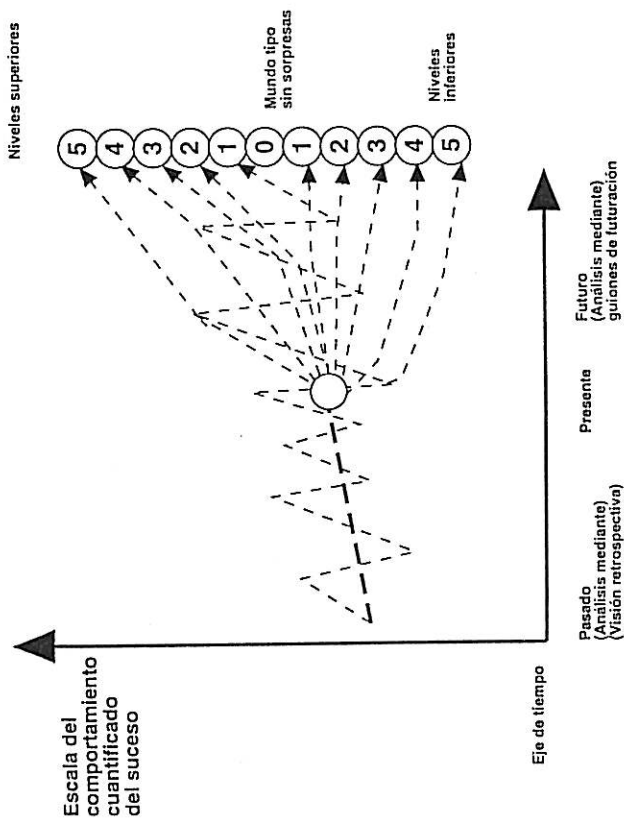 Niveles superiores
Escala del
comportamiento
cuantificado
del suceso
5
4
3
2
1
0
1
2
3
4
5
Mundo tipo
sin sorpresas
Niveles
inferiores
Eje de tiempo
Pasado
(Análisis mediante)
(Visión retrospectiva)
Presente
Futuro
(Análisis mediante)
guiones de futuración